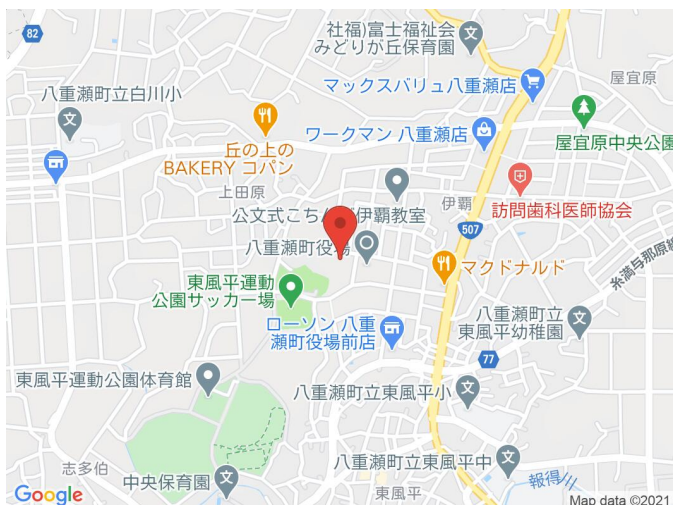 社福)富士福祉会
みどりが丘保育園
82
屋宜原
マックスバリュ八重瀬店
八重瀬町立白川小
ワークマン 八重瀬店
丘の上の
BAKERY コパン
屋宜原中央公園
上田原
伊覇
訪問歯科医師協会
公文式こち
伊覇教室
507
八重瀬町役場
マクドナルド
糸満与那原線
東風平運動
公園サッカー場
八重瀬町立
東風平幼稚園
ローソン 八重
瀬町役場前店
77
東風平運動公園体育館
八重瀬町立東風平小
志多伯
中央保育園
八重瀬町立東風平中
報得川
東風平
Google
Map data ©2021